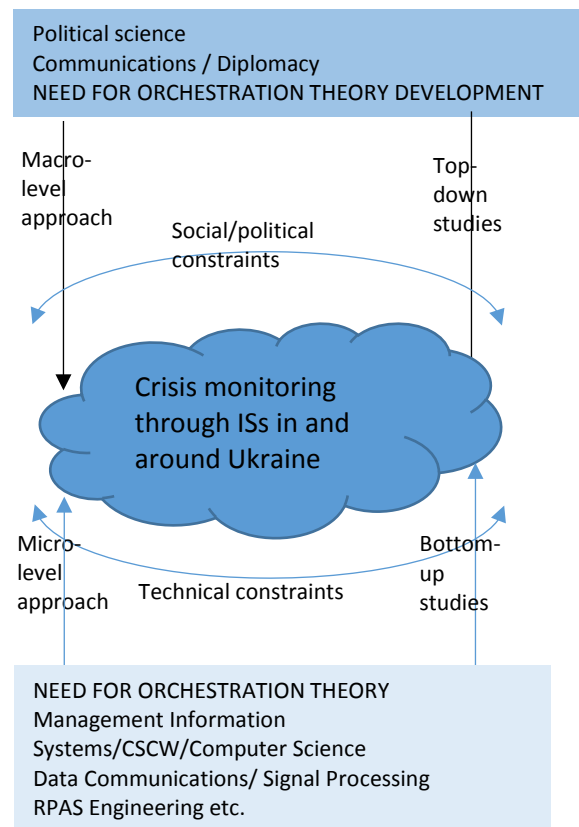 Political science
Communications / Diplomacy
NEED FOR ORCHESTRATION THEORY DEVELOPMENT
Macro-
level
approach
Top-
down
studies
Social/political
constraints
Crisis monitoring
through ISs in and
around Ukraine
Micro-
level
approach
Bottom-
up
studies
Technical constraints
NEED FOR ORCHESTRATION THEORY
Management Information
Systems/CSCW/Computer Science
Data Communications/ Signal Processing
RPAS Engineering etc.